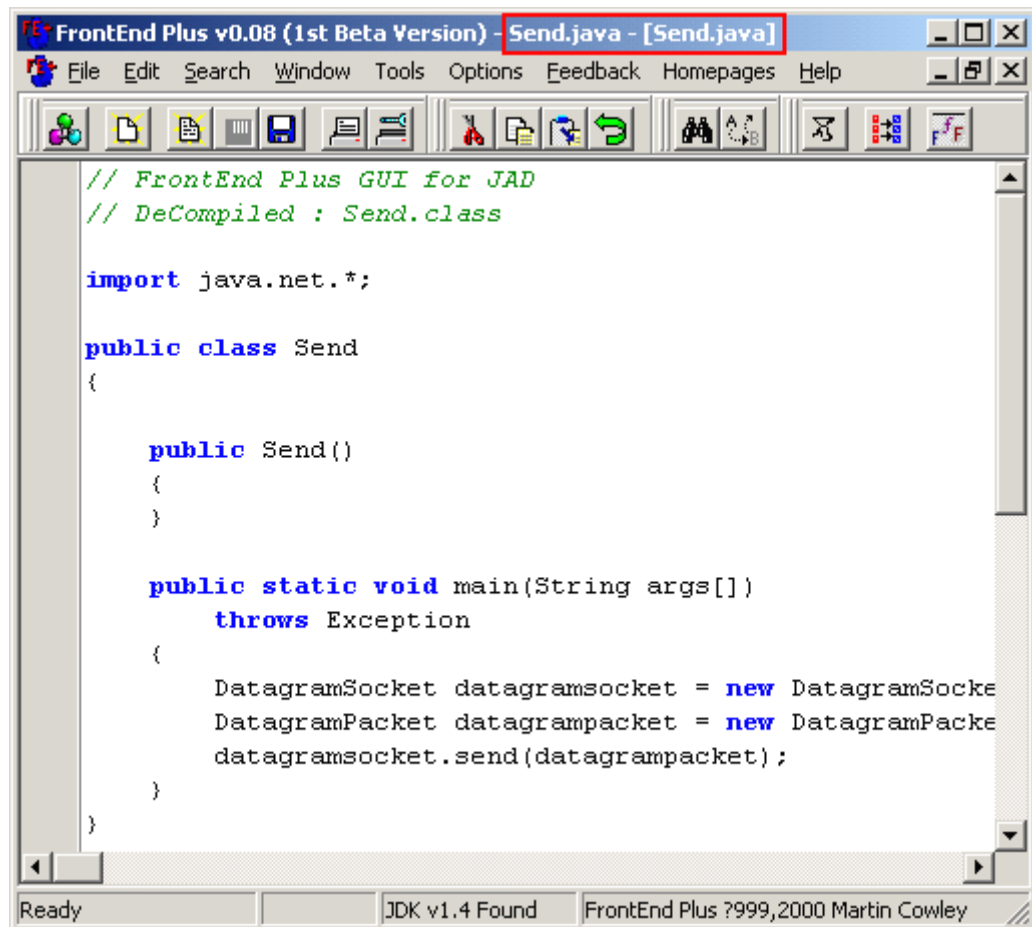 FrontEnd Plus v0.08 (1st Beta Version) - Send.java - [Send.java]
File Edit Search Window Tools Options Feedback Homepages Help
// FrontEnd Plus GUI for JAD
// DeCompiled : Send.class
import java.net.*;
public class Send
{
public Send()
{
}
public static void main(String args[])
throws Exception
{
DatagramSocket datagramsocket = new DatagramSocke
DatagramPacket datagrampacket = new DatagramPacke
datagramsocket.send(datagrampacket);
}
}
Ready JDK v1.4 Found FrontEnd Plus ?999,2000 Martin Cowley